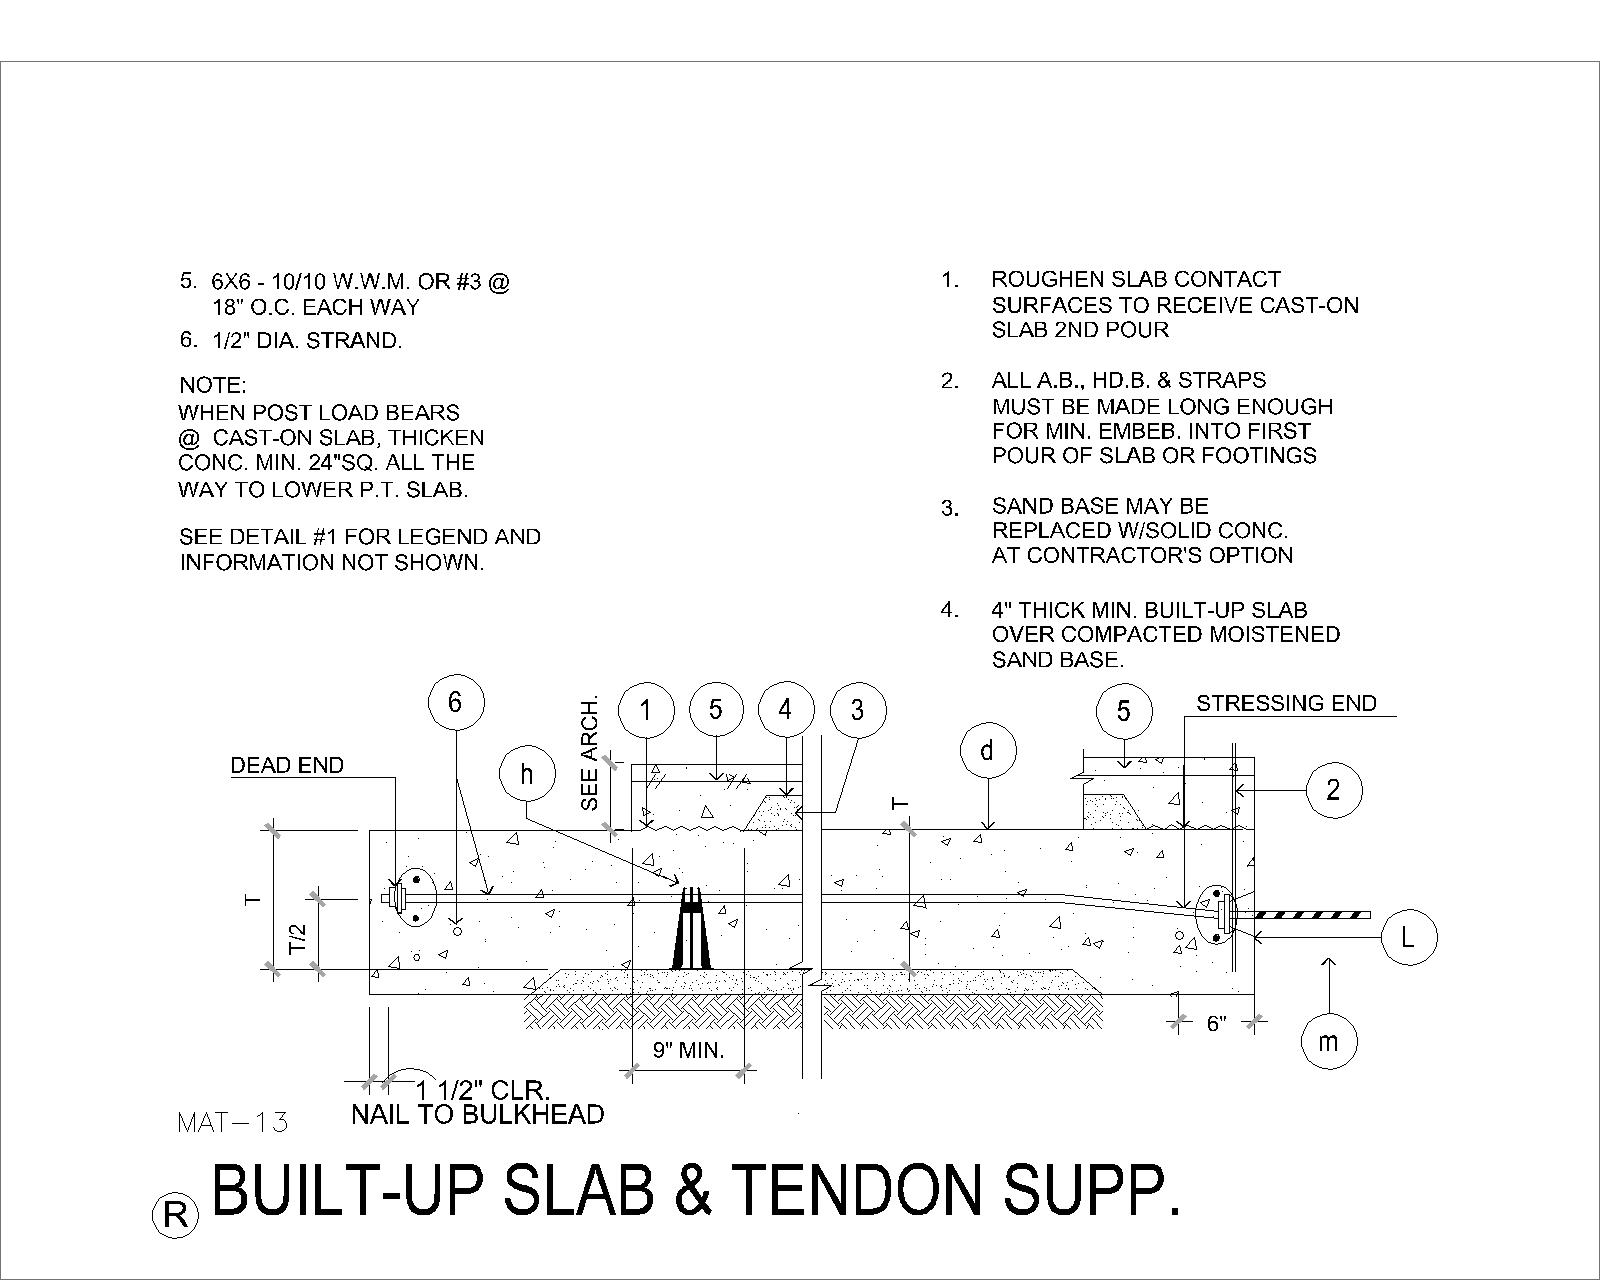 5. 6X6 - 10/10 W.W.M. OR #3 @
18" O.C. EACH WAY
6. 1/2" DIA. STRAND.
NOTE:
WHEN POST LOAD BEARS
@ CAST-ON SLAB, THICKEN
CONC. MIN. 24"SQ. ALL THE
WAY TO LOWER P.T. SLAB.
SEE DETAIL #1 FOR LEGEND AND
INFORMATION NOT SHOWN.
1. ROUGHEN SLAB CONTACT
SURFACES TO RECEIVE CAST-ON
SLAB 2ND POUR
2. ALL A.B., HD.B. & STRAPS
MUST BE MADE LONG ENOUGH
FOR MIN. EMBEB. INTO FIRST
POUR OF SLAB OR FOOTINGS
3. SAND BASE MAY BE
REPLACED W/SOLID CONC.
AT CONTRACTOR'S OPTION
4. 4" THICK MIN. BUILT-UP SLAB
OVER COMPACTED MOISTENED
SAND BASE.
6
SEE ARCH.
1
5
4
3
d
5
STRESSING END
DEAD END
h
T
2
T
T/2
L
6"
m
9" MIN.
1 1/2" CLR.
NAIL TO BULKHEAD
MAT-13
R BUILT-UP SLAB & TENDON SUPP.